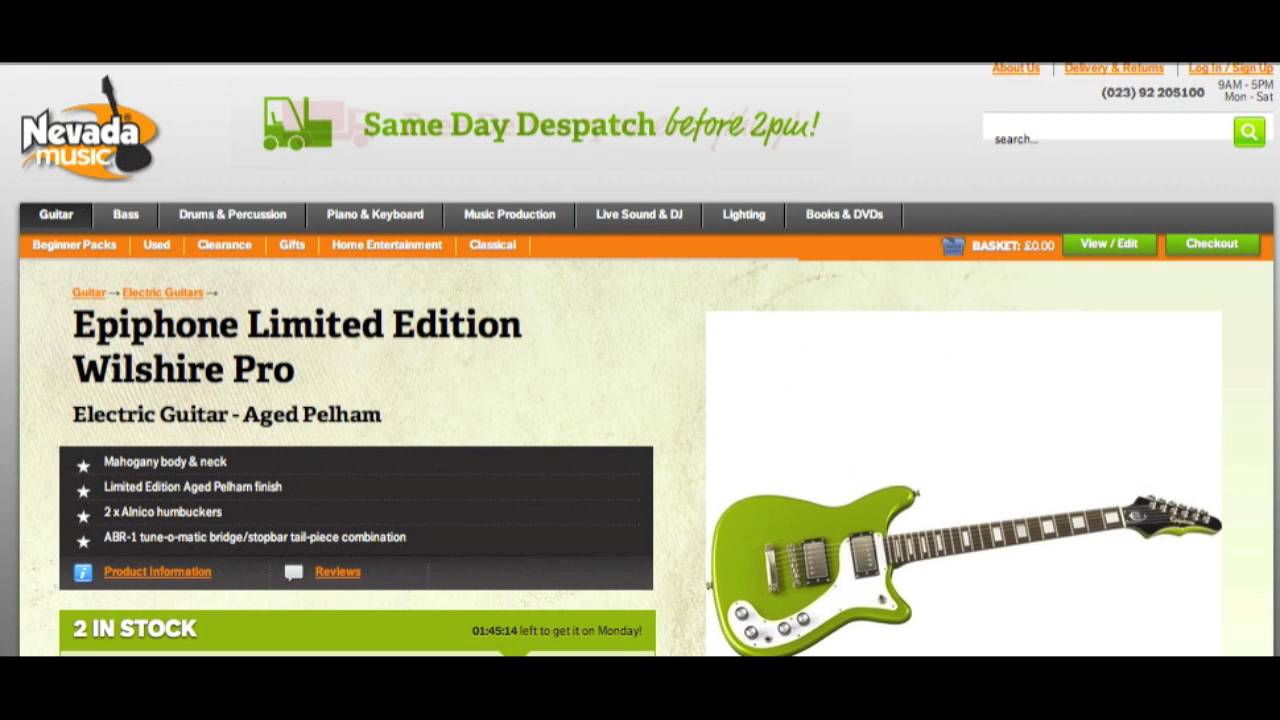 About Us | Delivery & Returns | Log In / Sign Up
(023) 92 205100
9AM - 5PM
Mon - Sat
Nevada®
music
Same Day Despatch before 2pm!
search...
Guitar
Bass
Drums & Percussion
Piano & Keyboard
Music Production
Live Sound & DJ
Lighting
Books & DVDs
Beginner Packs
Used
Clearance
Gifts
Home Entertainment
Classical
BASKET: £0.00
View / Edit
Checkout
Guitar → Electric Guitars →
Epiphone Limited Edition
Wilshire Pro
Electric Guitar - Aged Pelham
Mahogany body & neck
Limited Edition Aged Pelham finish
2 x Alnico humbuckers
ABR-1 tune-o-matic bridge/stopbar tail-piece combination
Product Information
Reviews
2 IN STOCK
01:45:14 left to get it on Monday!